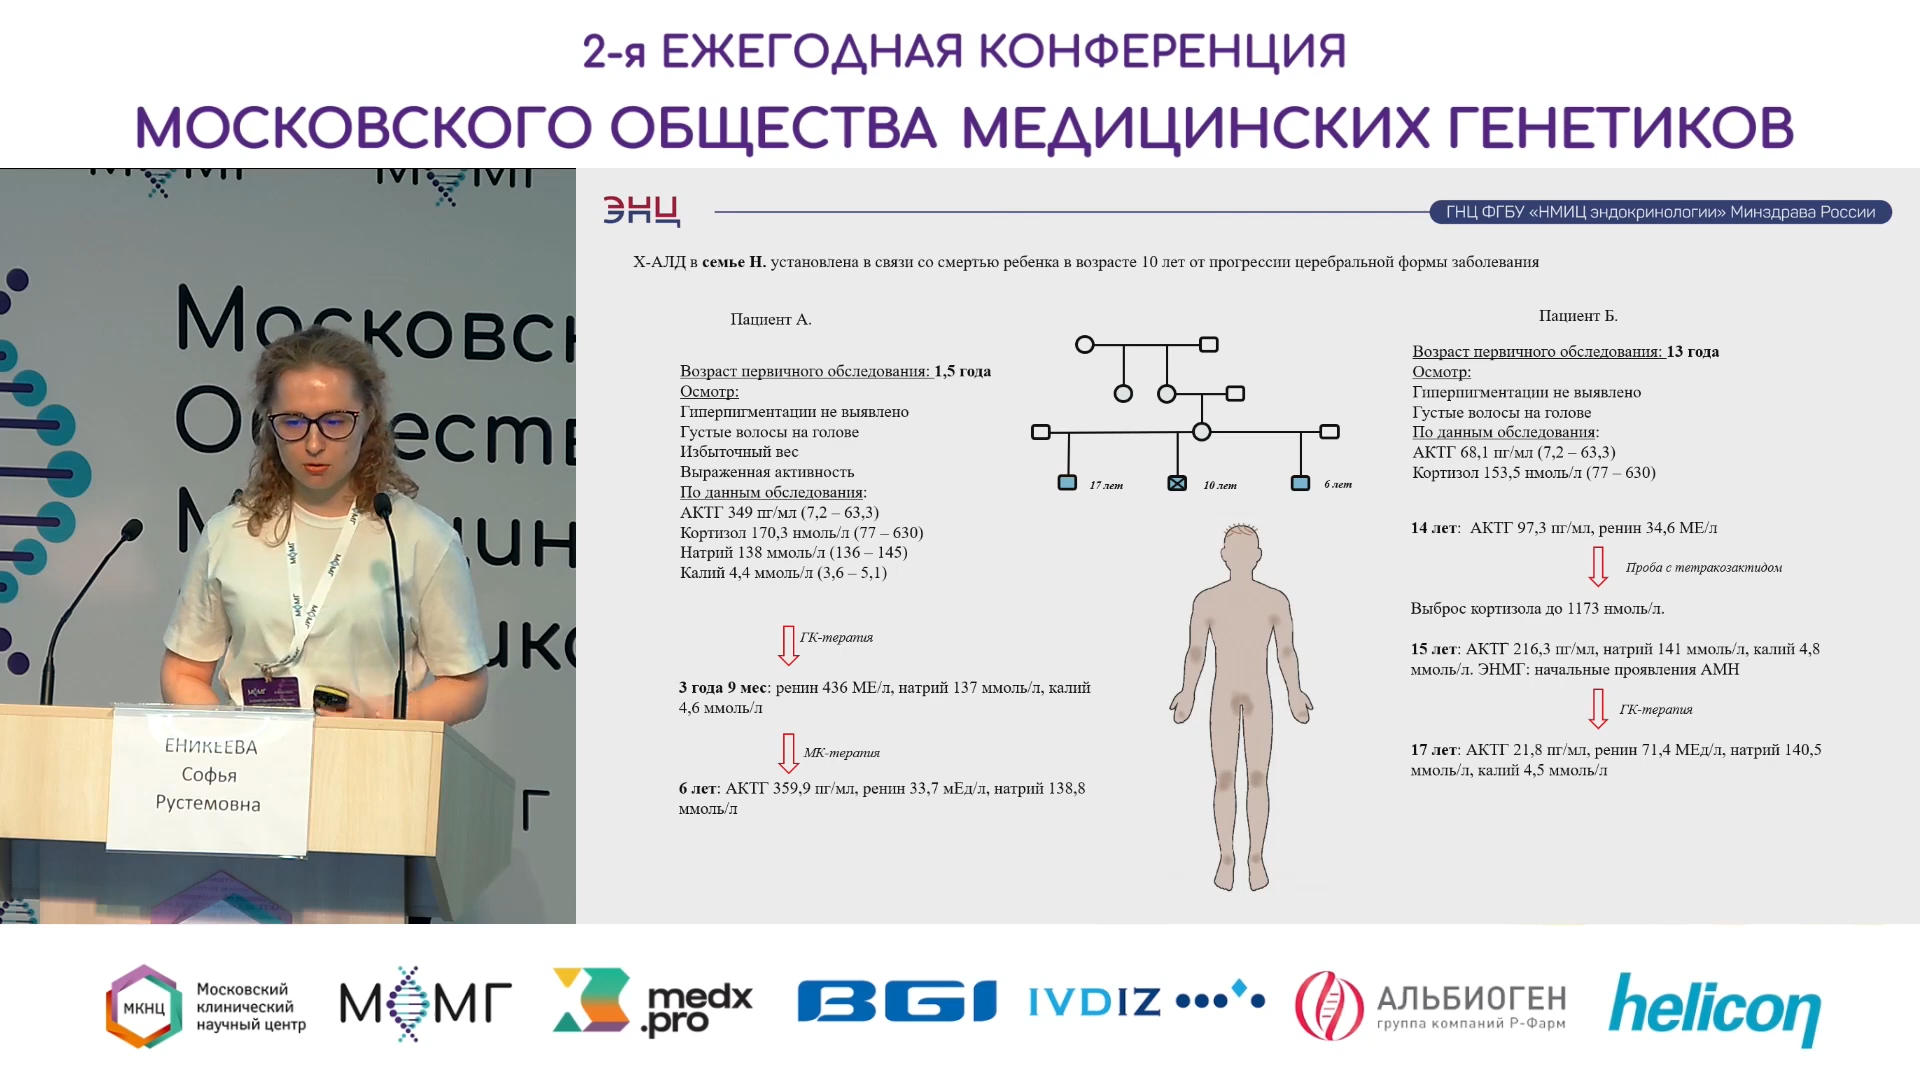 2-я ЕЖЕГОДНАЯ КОНФЕРЕНЦИЯ
МОСКОВСКОГО ОБЩЕСТВА МЕДИЦИНСКИХ ГЕНЕТИКОВ
ЕНИКЕЕВА
Софья
Рустемовна
ЭНЦ
ГНЦ ФГБУ «НМИЦ эндокринологии» Минздрава России
Х-АЛД в семье Н. установлена в связи со смертью ребенка в возрасте 10 лет от прогрессии церебральной формы заболевания
Пациент А.
Возраст первичного обследования: 1,5 года
Осмотр:
Гиперпигментации не выявлено
Густые волосы на голове
Избыточный вес
Выраженная активность
По данным обследования:
АКТГ 349 пг/мл (7,2 – 63,3)
Кортизол 170,3 нмоль/л (77 – 630)
Натрий 138 ммоль/л (136 – 145)
Калий 4,4 ммоль/л (3,6 – 5,1)
ГК-терапия
3 года 9 мес: ренин 436 МЕ/л, натрий 137 ммоль/л, калий
4,6 ммоль/л
МК-терапия
6 лет: АКТГ 359,9 пг/мл, ренин 33,7 мЕд/л, натрий 138,8
ммоль/л
17 лет
10 лет
6 лет
Пациент Б.
Возраст первичного обследования: 13 года
Осмотр:
Гиперпигментации не выявлено
Густые волосы на голове
По данным обследования:
АКТГ 68,1 пг/мл (7,2 – 63,3)
Кортизол 153,5 нмоль/л (77 – 630)
14 лет: АКТГ 97,3 пг/мл, ренин 34,6 МЕ/л
Проба с тетракозактидом
Выброс кортизола до 1173 нмоль/л.
15 лет: АКТГ 216,3 пг/мл, натрий 141 ммоль/л, калий 4,8
ммоль/л. ЭНМГ: начальные проявления АМН
ГК-терапия
17 лет: АКТГ 21,8 пг/мл, ренин 71,4 МЕд/л, натрий 140,5
ммоль/л, калий 4,5 ммоль/л
МКНЦ
Московский
клинический
научный центр
МОМГ
medx
.pro
BGI
IVDIZ
АЛЬБИОГЕН
группа компаний Р-Фарм
helicon